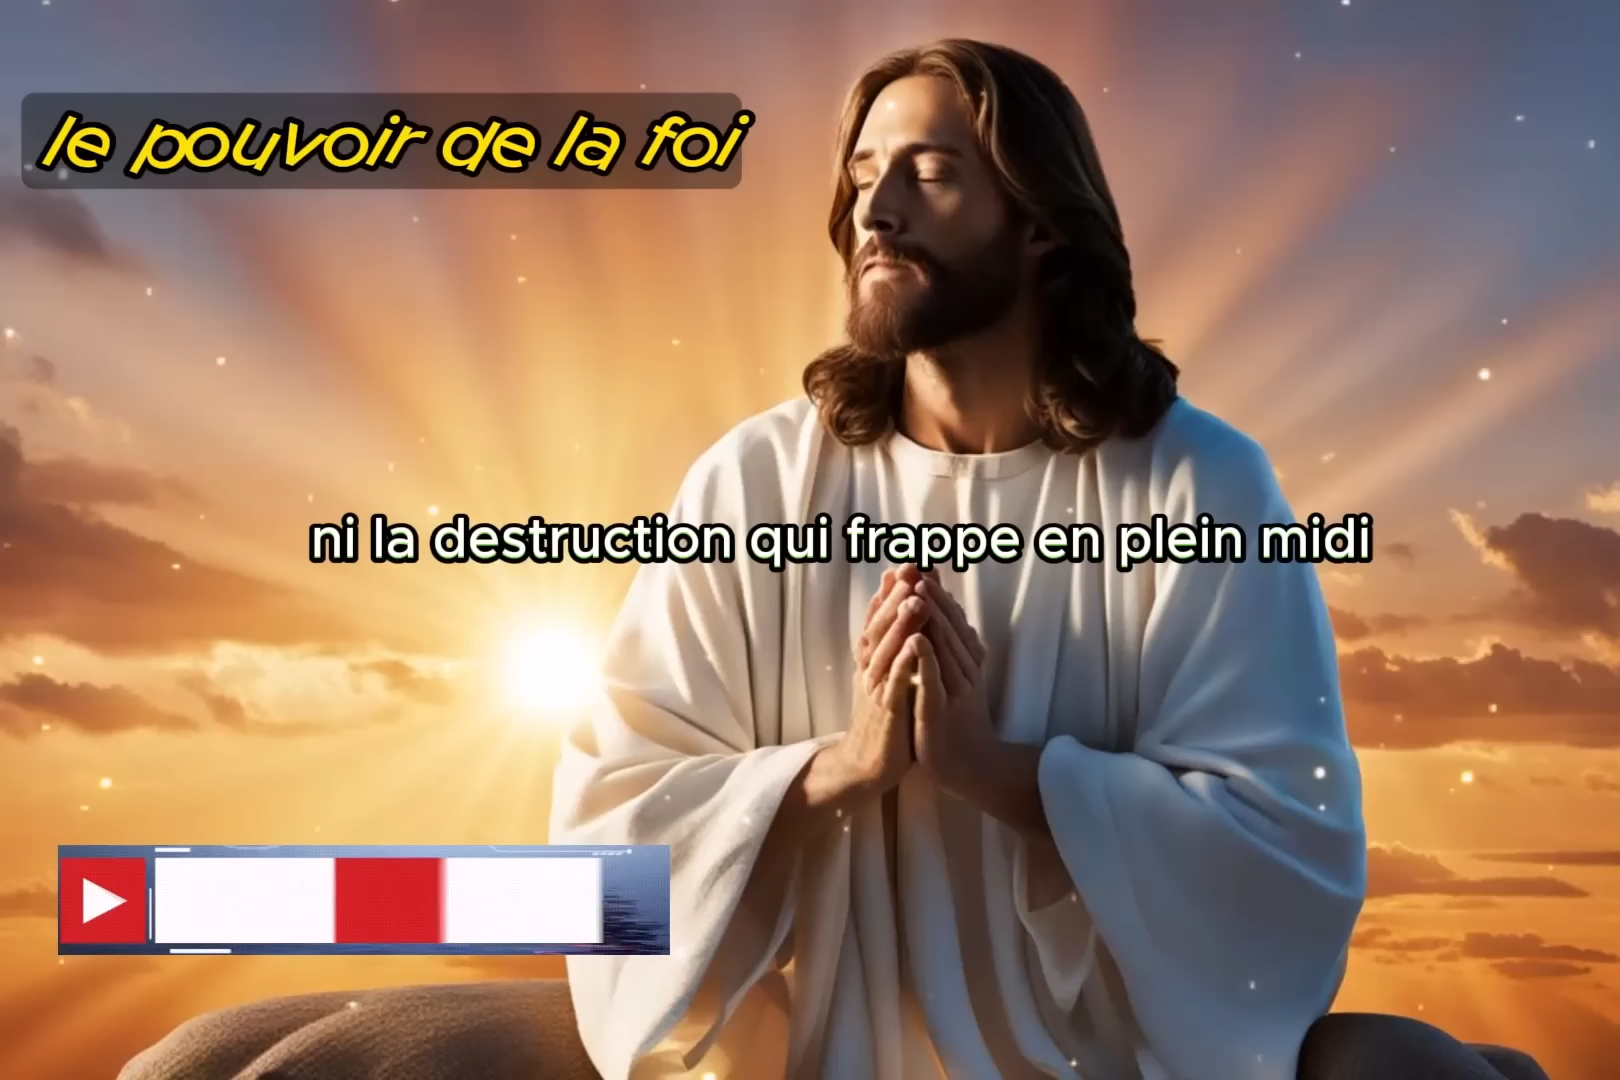 le pouvoir de la foi
ni la destruction qui frappe en plein midi